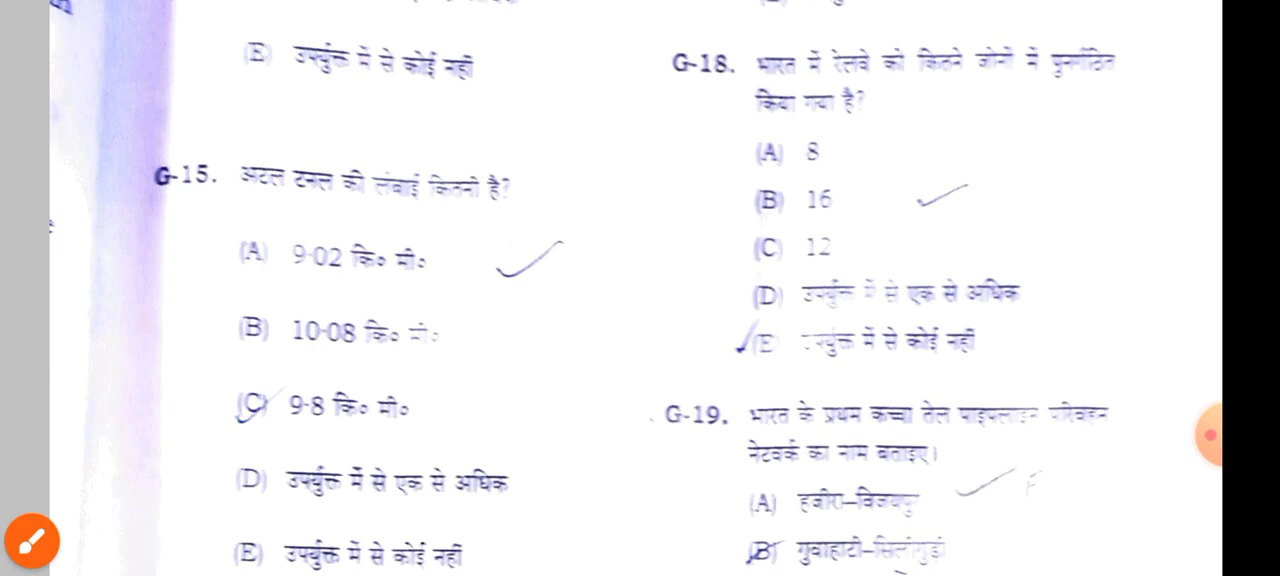 (E) उपर्युक्त में से कोई नहीं
G-15. अटल टनल की लंबाई कितनी है?
(A) 9·02 कि० मी०
(B) 10·08 कि० मी०
(C) 9·8 कि० मी०
(D) उपर्युक्त में से एक से अधिक
(E) उपर्युक्त में से कोई नहीं
G-18. भारत में रेलवे को कितने जोनों में पुनर्गठित
किया गया है?
(A) 8
(B) 16
(C) 12
(D) उपर्युक्त में से एक से अधिक
(E) उपर्युक्त में से कोई नहीं
G-19. भारत के प्रथम कच्चा तेल पाइपलाइन परिवहन
नेटवर्क का नाम बताइए।
(A) हजीरा–विजयपुर
(B) गुवाहाटी–सिलीगुड़ी